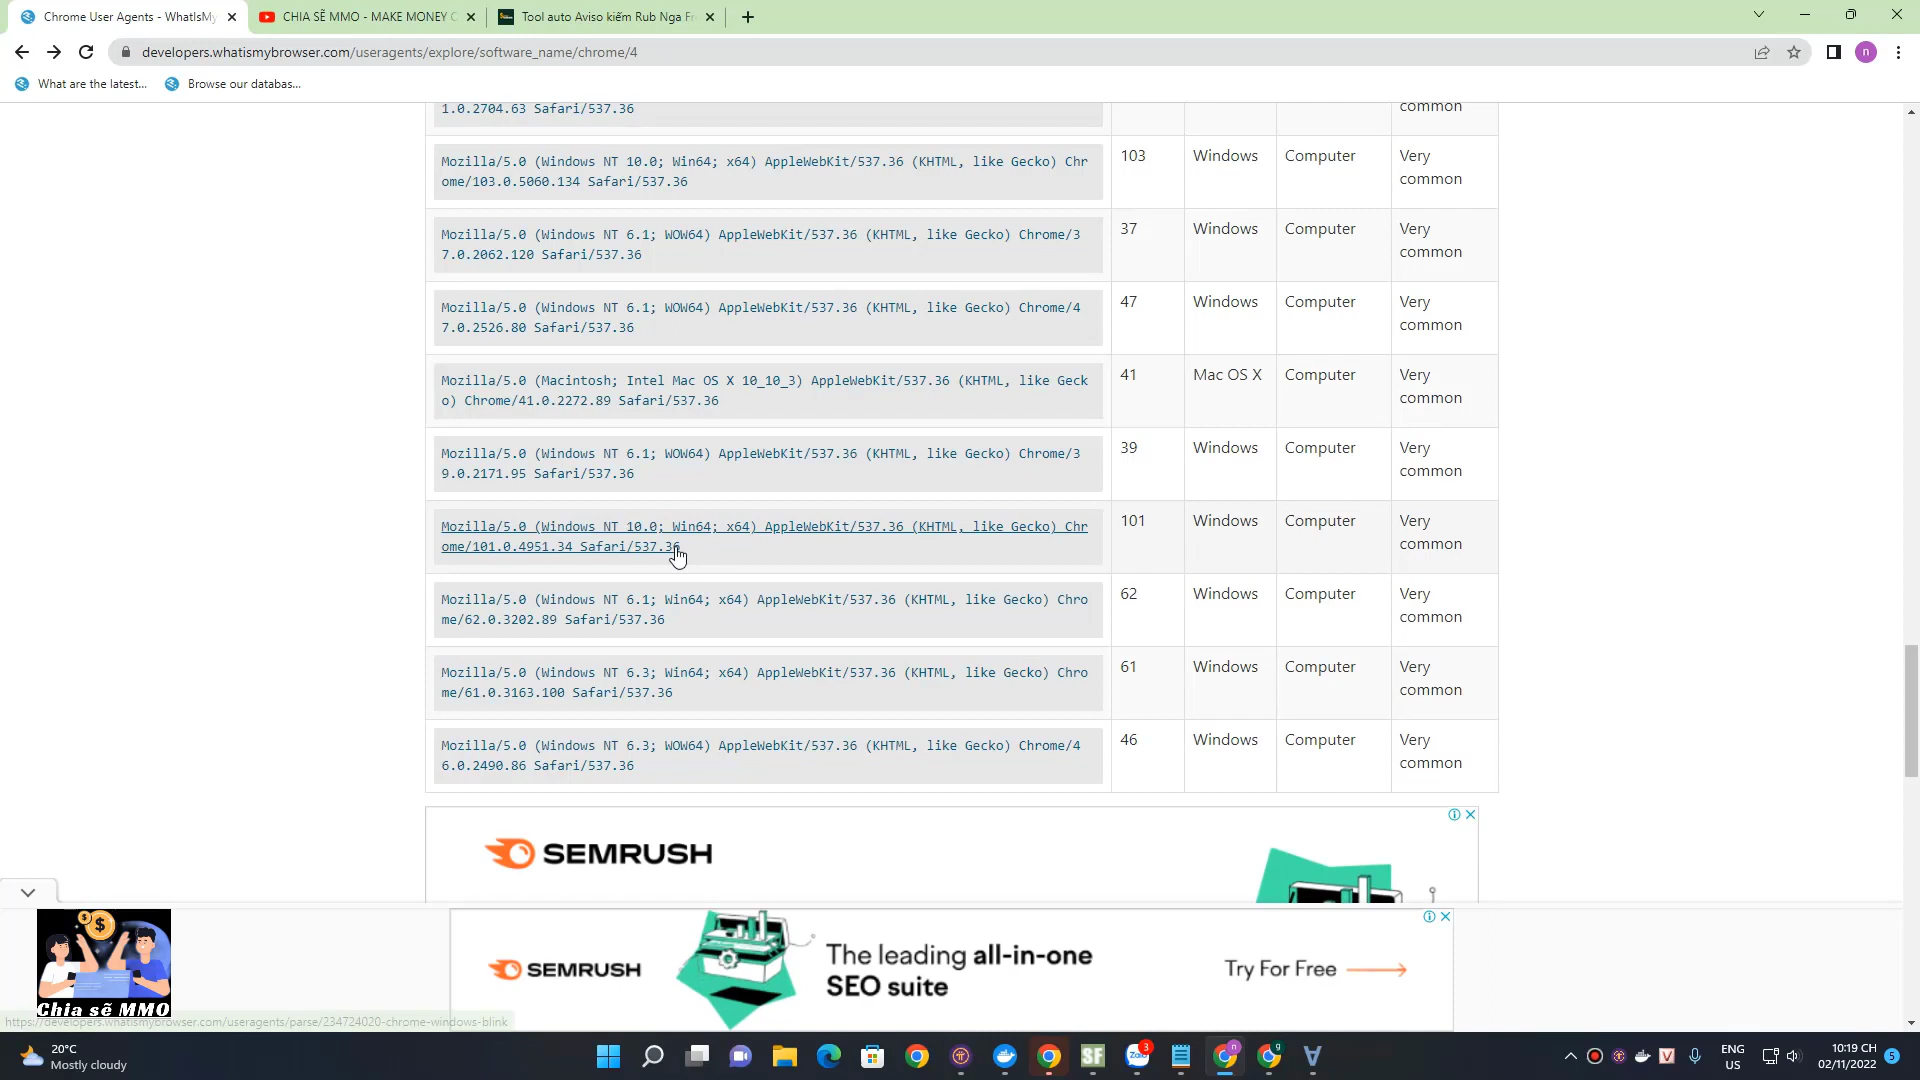 Chrome User Agents - WhatIsMy
CHIA SẼ MMO - MAKE MONEY O
Tool auto Aviso kiếm Rub Nga Fr
developers.whatismybrowser.com/useragents/explore/software_name/chrome/4
n
What are the latest...
Browse our databas...
1.0.2704.63 Safari/537.36
common
Mozilla/5.0 (Windows NT 10.0; Win64; x64) AppleWebKit/537.36 (KHTML, like Gecko) Chr
ome/103.0.5060.134 Safari/537.36
103
Windows
Computer
Very
common
Mozilla/5.0 (Windows NT 6.1; WOW64) AppleWebKit/537.36 (KHTML, like Gecko) Chrome/3
7.0.2062.120 Safari/537.36
37
Windows
Computer
Very
common
Mozilla/5.0 (Windows NT 6.1; WOW64) AppleWebKit/537.36 (KHTML, like Gecko) Chrome/4
7.0.2526.80 Safari/537.36
47
Windows
Computer
Very
common
Mozilla/5.0 (Macintosh; Intel Mac OS X 10_10_3) AppleWebKit/537.36 (KHTML, like Geck
o) Chrome/41.0.2272.89 Safari/537.36
41
Mac OS X
Computer
Very
common
Mozilla/5.0 (Windows NT 6.1; WOW64) AppleWebKit/537.36 (KHTML, like Gecko) Chrome/3
9.0.2171.95 Safari/537.36
39
Windows
Computer
Very
common
Mozilla/5.0 (Windows NT 10.0; Win64; x64) AppleWebKit/537.36 (KHTML, like Gecko) Chr
ome/101.0.4951.34 Safari/537.36
101
Windows
Computer
Very
common
Mozilla/5.0 (Windows NT 6.1; Win64; x64) AppleWebKit/537.36 (KHTML, like Gecko) Chro
me/62.0.3202.89 Safari/537.36
62
Windows
Computer
Very
common
Mozilla/5.0 (Windows NT 6.3; Win64; x64) AppleWebKit/537.36 (KHTML, like Gecko) Chro
me/61.0.3163.100 Safari/537.36
61
Windows
Computer
Very
common
Mozilla/5.0 (Windows NT 6.3; WOW64) AppleWebKit/537.36 (KHTML, like Gecko) Chrome/4
6.0.2490.86 Safari/537.36
46
Windows
Computer
Very
common
SEMRUSH
SEMRUSH
The leading all-in-one
SEO suite
Try For Free
Chia sẽ MMO
https://developers.whatismybrowser.com/useragents/parse/234724020-chrome-windows-blink
20°C
Mostly cloudy
SF
Zalo
3
n
9
V
ENG
US
10:19 CH
02/11/2022
5